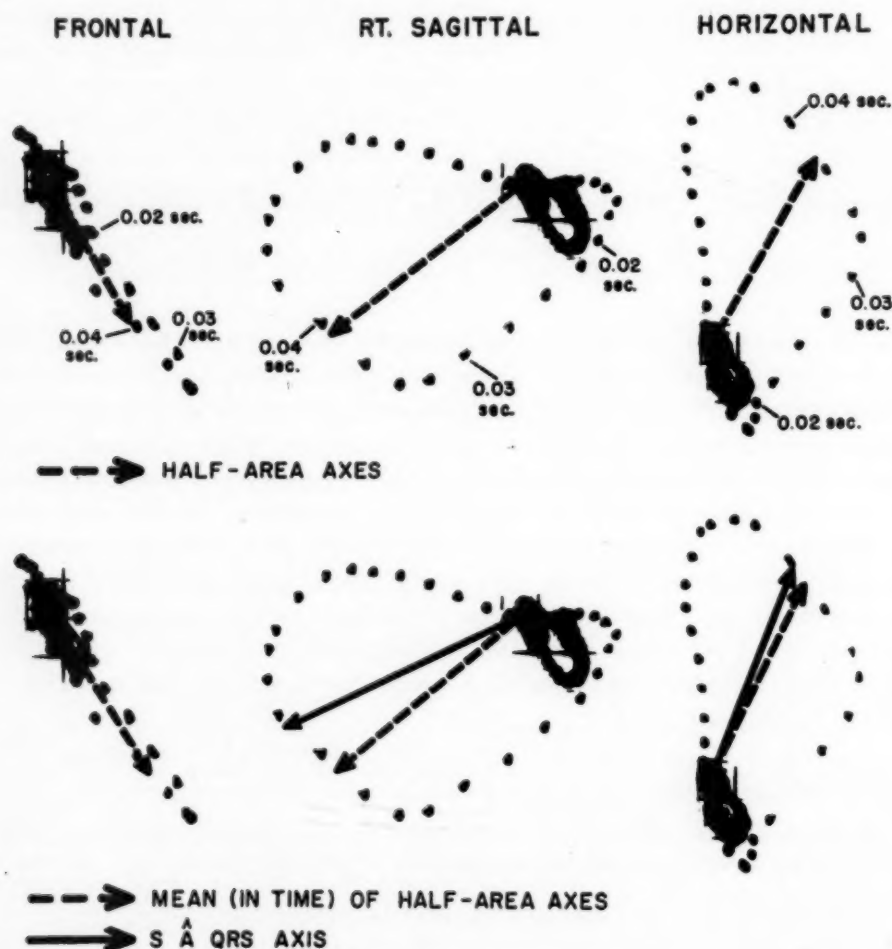 FRONTAL
RT. SAGITTAL
HORIZONTAL
0.04 sec.
0.02 sec.
0.02
sec.
0.03
sec.
0.04
sec.
0.03
sec.
0.04
sec.
0.03
sec.
0.02 sec.
HALF-AREA AXES
MEAN (IN TIME) OF HALF-AREA AXES
S Â QRS AXIS